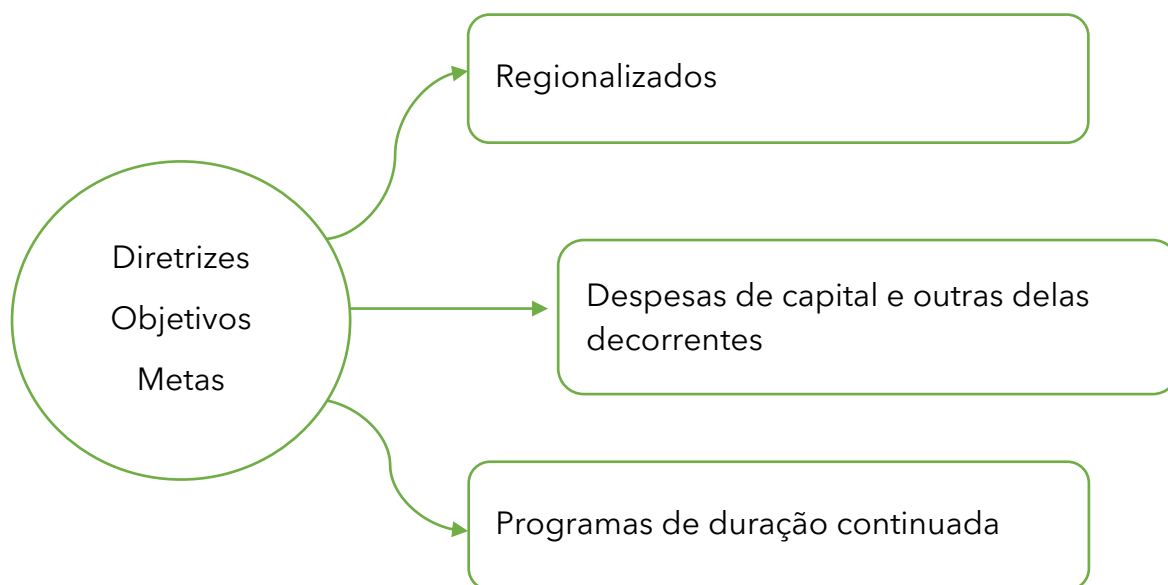 Diretrizes
Objetivos
Metas
Regionalizados
Despesas de capital e outras delas
decorrentes
Programas de duração continuada